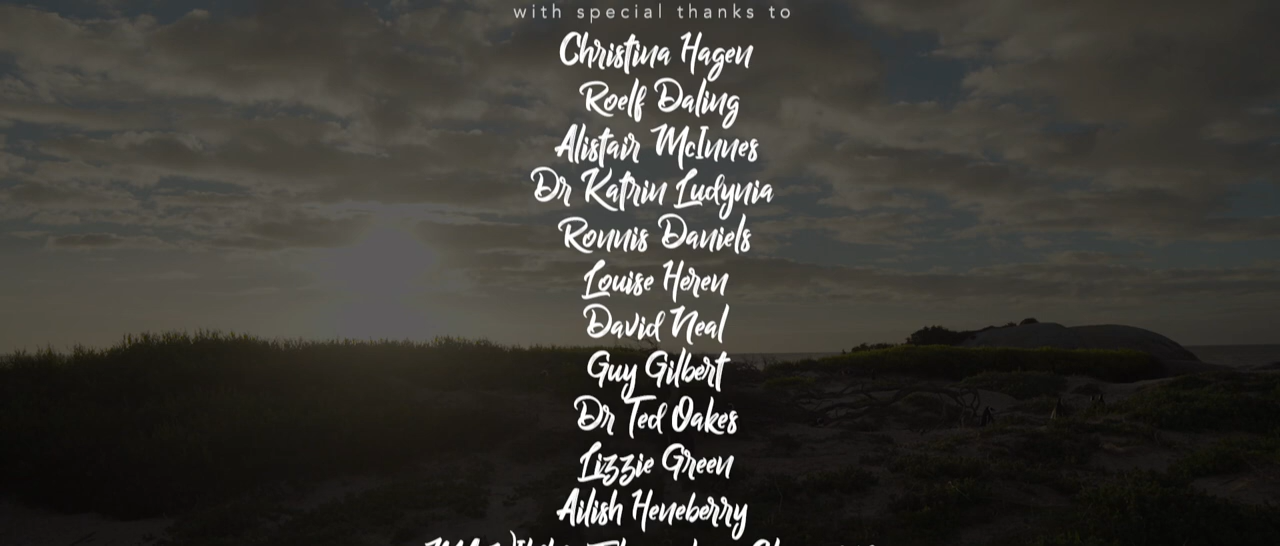 with special thanks to
Christina Hagen
Roelf Daling
Alistair McInnes
Dr Katrin Ludynia
Ronnis Daniels
Louise Heren
David Neal
Guy Gilbert
Dr Ted Oakes
Lizzie Green
Ailish Heneberry